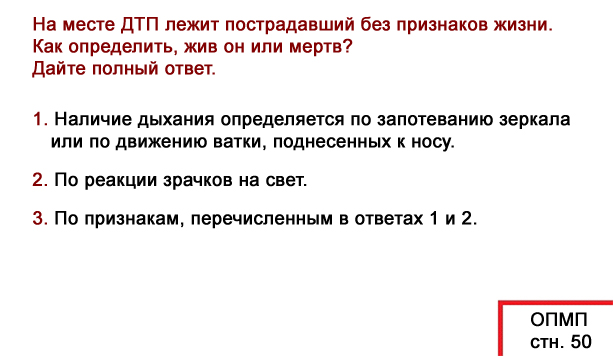 На месте ДТП лежит пострадавший без признаков жизни.
Как определить, жив он или мертв?
Дайте полный ответ.
1. Наличие дыхания определяется по запотеванию зеркала
или по движению ватки, поднесенных к носу.
2. По реакции зрачков на свет.
3. По признакам, перечисленным в ответах 1 и 2.
ОПМП
стн. 50